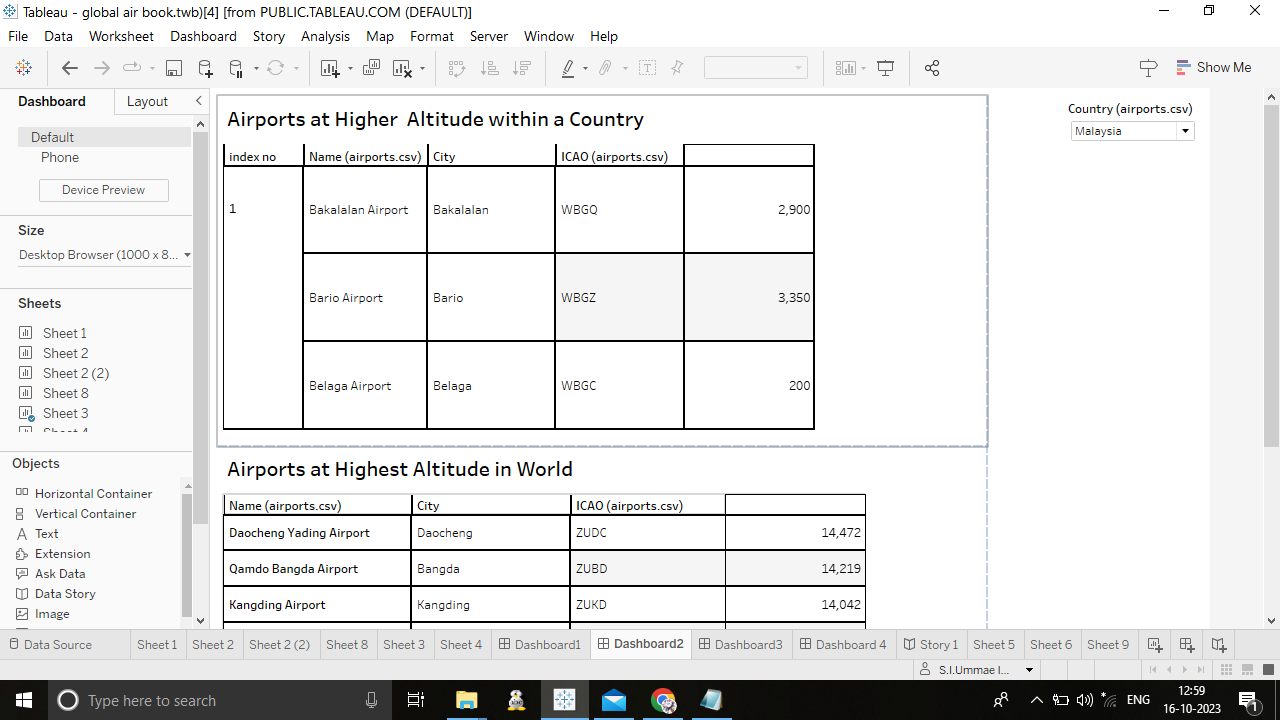 Tableau - global air book.twb)[4] [from PUBLIC.TABLEAU.COM (DEFAULT)]
File Data Worksheet Dashboard Story Analysis Map Format Server Window Help
Show Me
Dashboard Layout
Default
Phone
Device Preview
Size
Desktop Browser (1000 x 8...
Sheets
Sheet 1
Sheet 2
Sheet 2 (2)
Sheet 8
Sheet 3
Objects
Horizontal Container
Vertical Container
Text
Extension
Ask Data
Data Story
Image
Airports at Higher Altitude within a Country
index no Name (airports.csv) City ICAO (airports.csv)
1 Bakalalan Airport Bakalalan WBGQ 2,900
Bario Airport Bario WBGZ 3,350
Belaga Airport Belaga WBGC 200
Country (airports.csv)
Malaysia
Airports at Highest Altitude in World
Name (airports.csv) City ICAO (airports.csv)
Daocheng Yading Airport Daocheng ZUDC 14,472
Qamdo Bangda Airport Bangda ZUBD 14,219
Kangding Airport Kangding ZUKD 14,042
Data Source Sheet 1 Sheet 2 Sheet 2 (2) Sheet 8 Sheet 3 Sheet 4 Dashboard1 Dashboard2 Dashboard3 Dashboard 4 Story 1 Sheet 5 Sheet 6 Sheet 9
S.I.Ummae I...
Type here to search
ENG
12:59
16-10-2023
1